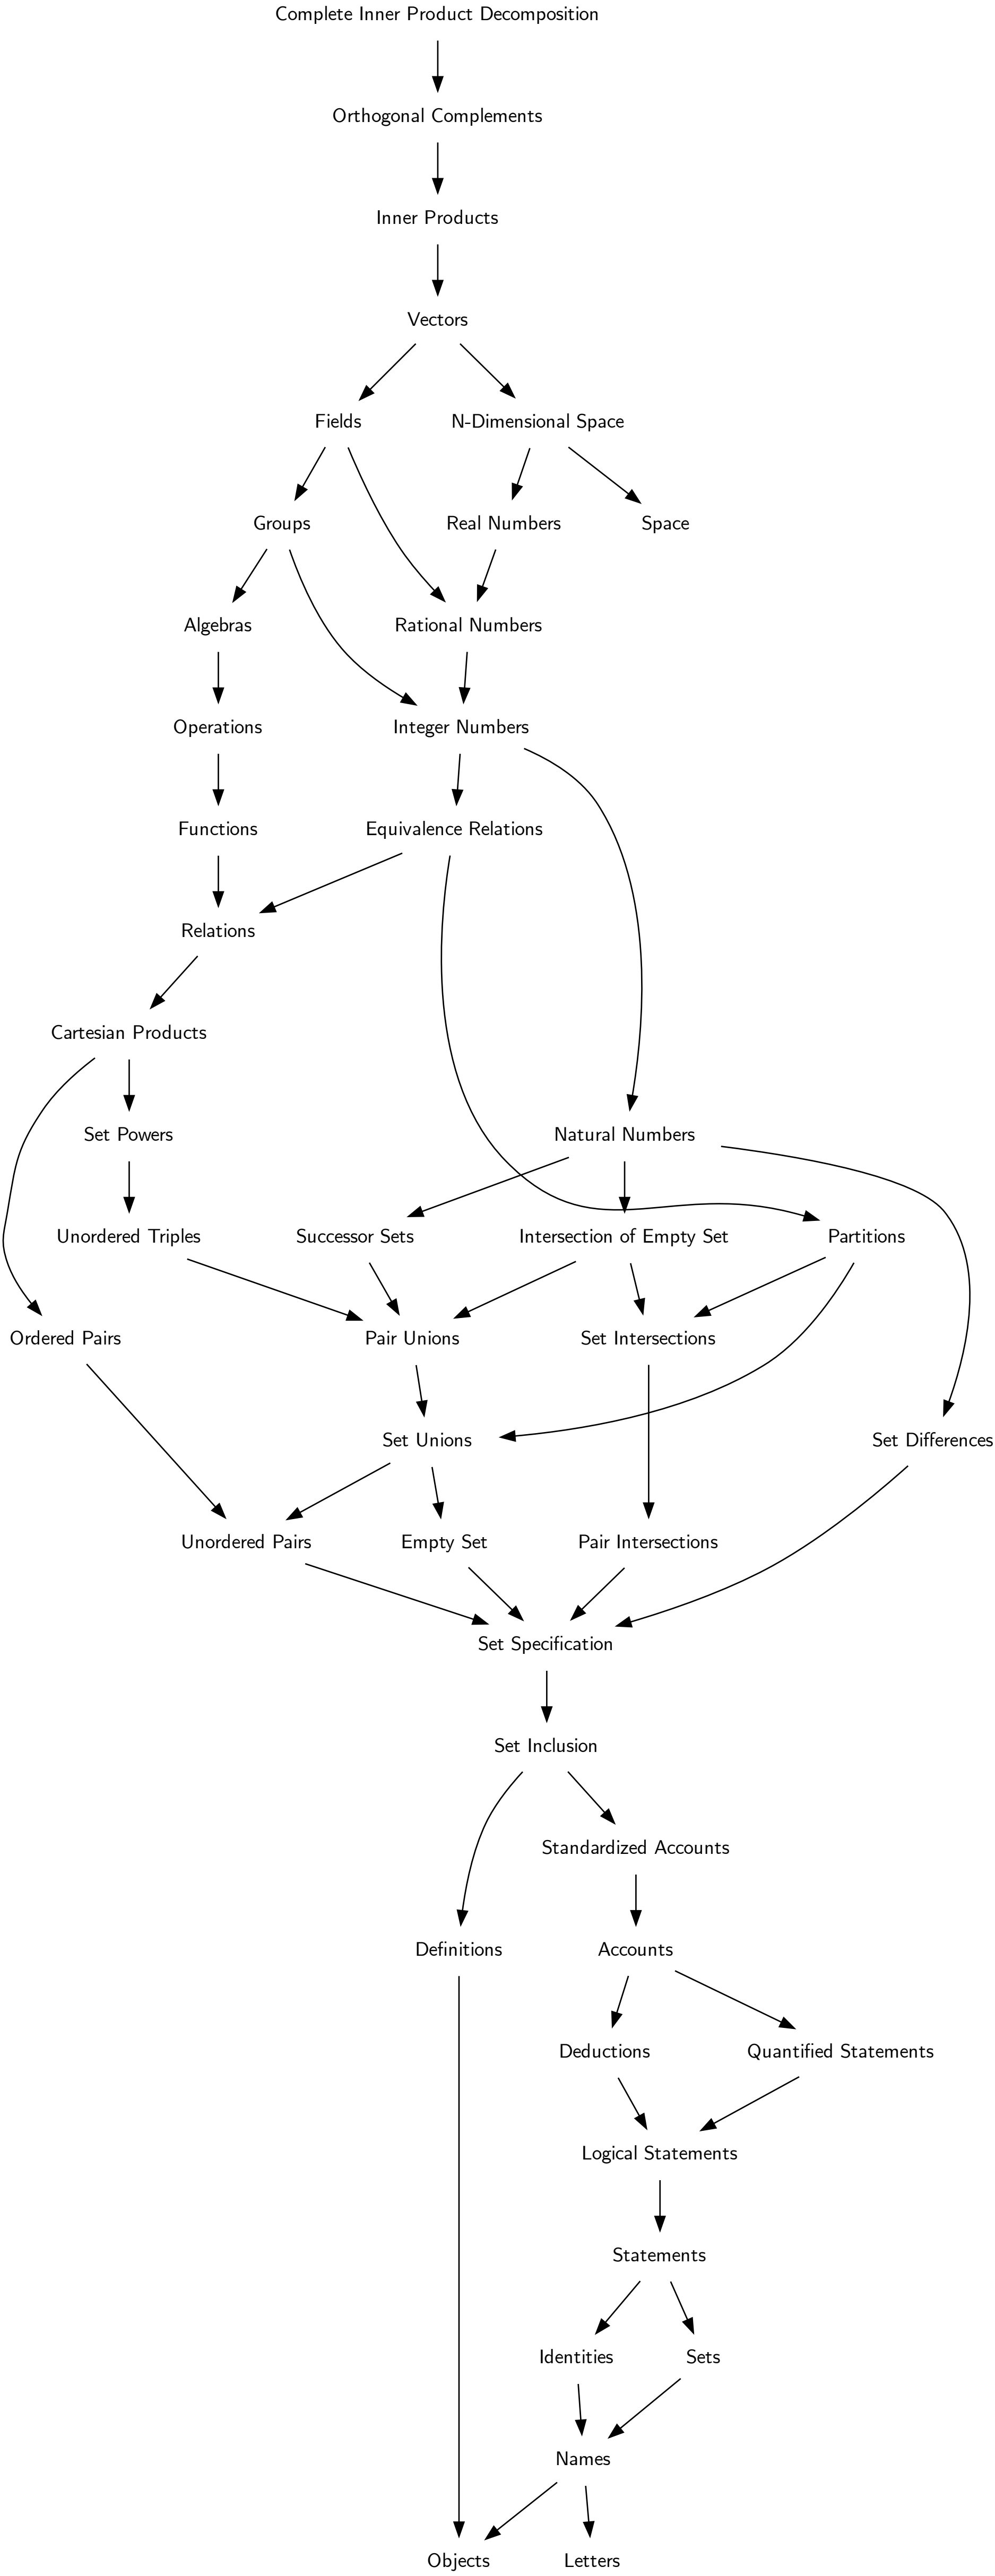 Complete Inner Product Decomposition
Orthogonal Complements
Inner Products
Vectors
Fields
N-Dimensional Space
Groups
Real Numbers
Space
Algebras
Rational Numbers
Operations
Integer Numbers
Functions
Equivalence Relations
Relations
Cartesian Products
Set Powers
Natural Numbers
Unordered Triples
Successor Sets
Intersection of Empty Set
Partitions
Ordered Pairs
Pair Unions
Set Intersections
Set Unions
Set Differences
Unordered Pairs
Empty Set
Pair Intersections
Set Specification
Set Inclusion
Standardized Accounts
Definitions
Accounts
Deductions
Quantified Statements
Logical Statements
Statements
Identities
Sets
Names
Objects
Letters